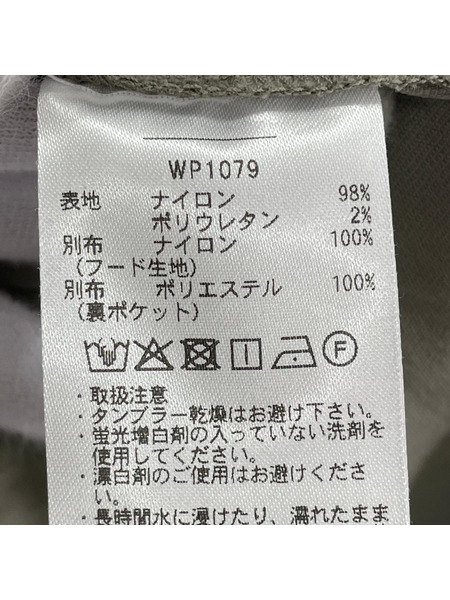 WP1079
表地 ナイロン 98%
ポリウレタン 2%
別布 ナイロン 100%
(フード生地)
別布 ポリエステル 100%
(裏ポケット)
F
・取扱注意
・タンブラー乾燥はお避け下さい。
・蛍光増白剤の入っていない洗剤を
使用してください。
・漂白剤のご使用はお避けくださ
い。
・長時間水に浸けたり、濡れたまま